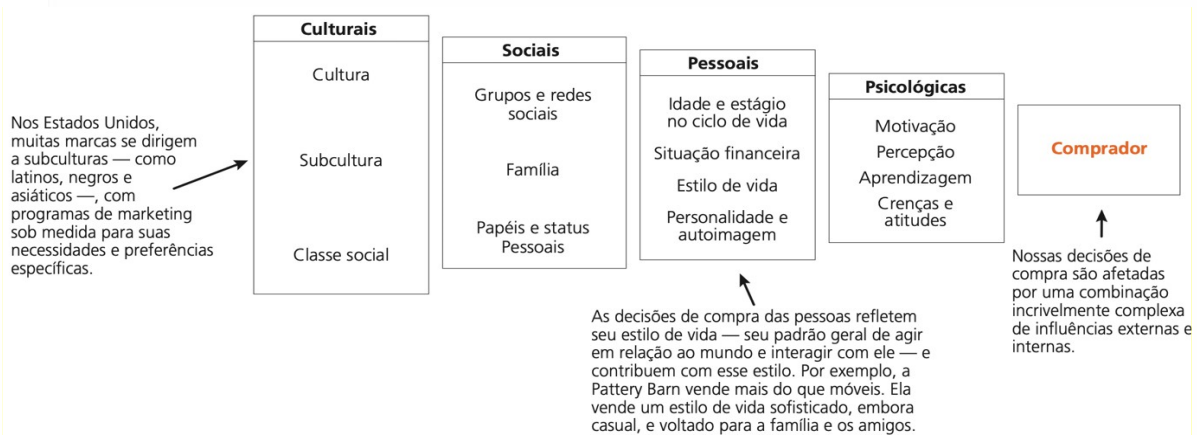 Culturais
Cultura
Subcultura
Classe social
Sociais
Grupos e redes
sociais
Família
Papéis e status
Pessoais
Pessoais
Idade e estágio
no ciclo de vida
Situação financeira
Estilo de vida
Personalidade e
autoimagem
Psicológicas
Motivação
Percepção
Aprendizagem
Crenças e
atitudes
Comprador
Nos Estados Unidos,
muitas marcas se dirigem
a subculturas — como
latinos, negros e
asiáticos —, com
programas de marketing
sob medida para suas
necessidades e preferências
específicas.
As decisões de compra das pessoas refletem
seu estilo de vida — seu padrão geral de agir
em relação ao mundo e interagir com ele — e
contribuem com esse estilo. Por exemplo, a
Pattery Barn vende mais do que móveis. Ela
vende um estilo de vida sofisticado, embora
casual, e voltado para a família e os amigos.
Nossas decisões de
compra são afetadas
por uma combinação
incrivelmente complexa
de influências externas e
internas.